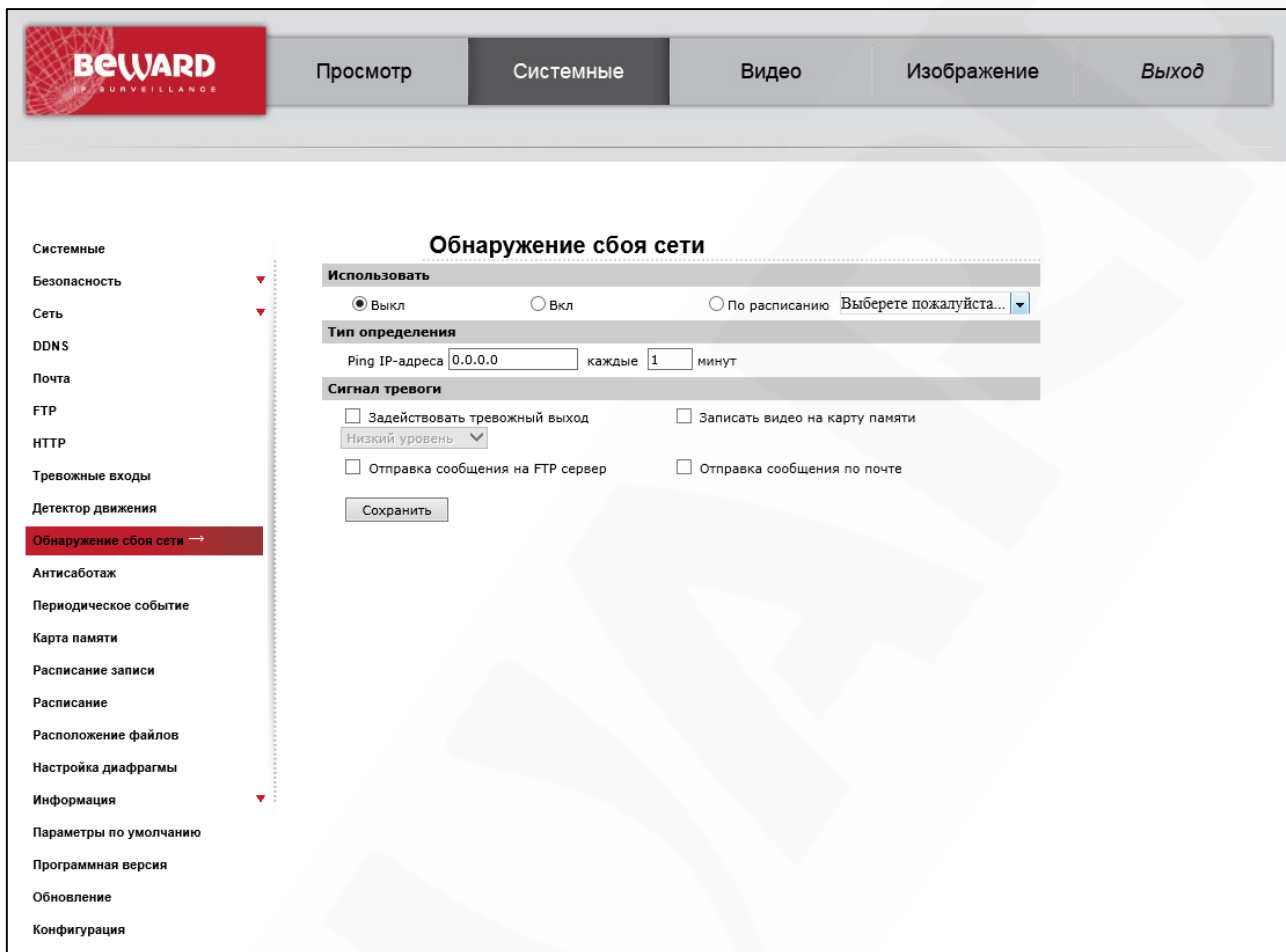 BEWARD
IP SURVEILLANCE
Просмотр
Системные
Видео
Изображение
Выход
Системные
Безопасность
Сеть
DDNS
Почта
FTP
HTTP
Тревожные входы
Детектор движения
Обнаружение сбоя сети →
Антисаботаж
Периодическое событие
Карта памяти
Расписание записи
Расписание
Расположение файлов
Настройка диафрагмы
Информация
Параметры по умолчанию
Программная версия
Обновление
Конфигурация
Обнаружение сбоя сети
Использовать
Выкл Вкл По расписанию Выберете пожалуйста...
Тип определения
Ping IP-адреса 0.0.0.0 каждые 1 минут
Сигнал тревоги
Задействовать тревожный выход Записать видео на карту памяти
Низкий уровень
Отправка сообщения на FTP сервер Отправка сообщения по почте
Сохранить